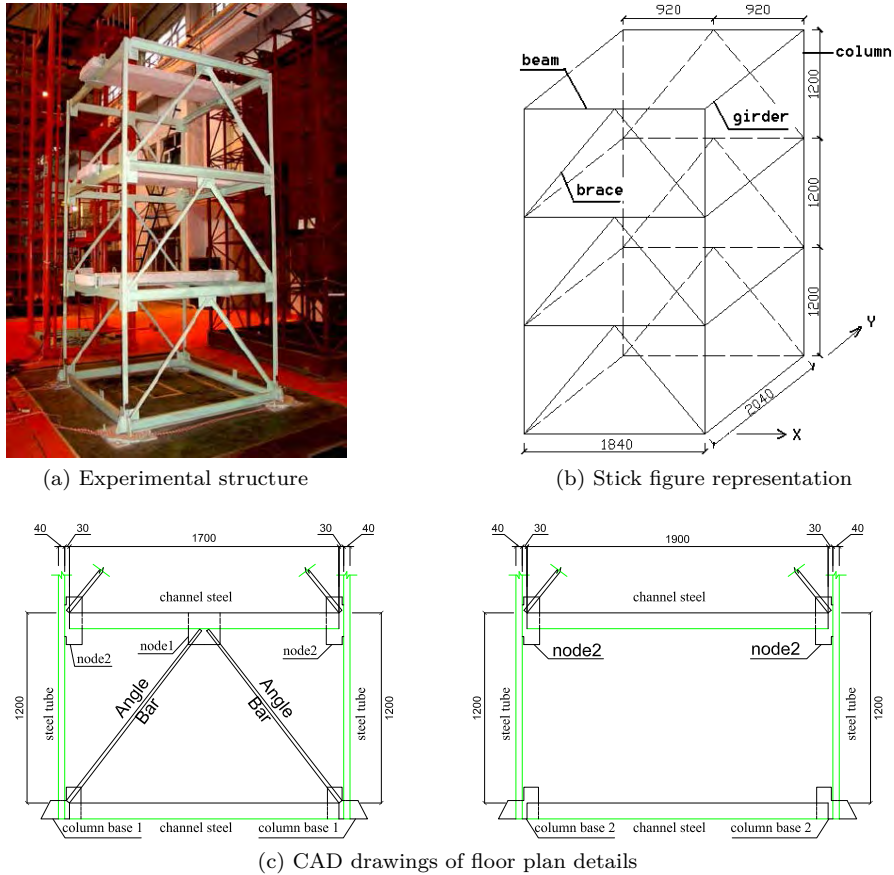 920 920
column
beam
1200
girder
brace
1200
1200
Y
2040
X
1840
(a) Experimental structure
(b) Stick figure representation
40 30 1700 30 40
channel steel
node1
node2
node2
1200
steel tube
Angle
Bar
Angle
Bar
steel tube
1200
column base 1
channel steel
column base 1
40 30 1900 30 40
channel steel
node2
node2
1200
steel tube
steel tube
1200
column base 2
channel steel
column base 2
(c) CAD drawings of floor plan details